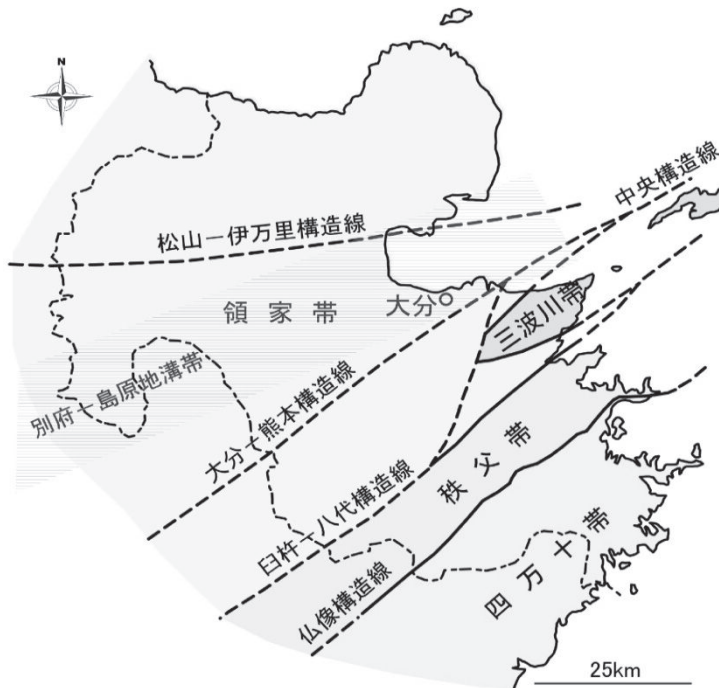 N
中央構造線
松山－伊万里構造線
領家帯
大分
三波川帯
別府－島原地溝帯
大分－熊本構造線
秩父帯
臼杵－八代構造線
四万十帯
仏像構造線
25km